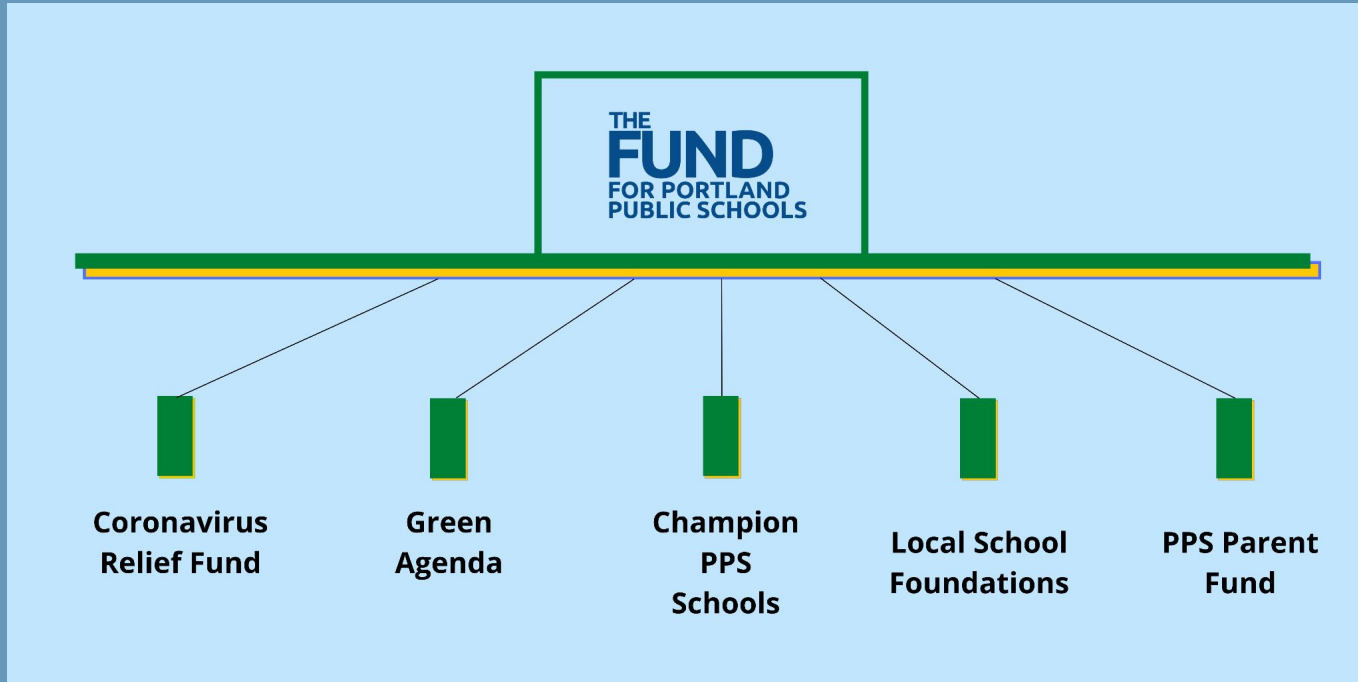 THE
FUND
FOR PORTLAND
PUBLIC SCHOOLS
Coronavirus
Relief Fund
Green
Agenda
Champion
PPS
Schools
Local School
Foundations
PPS Parent
Fund